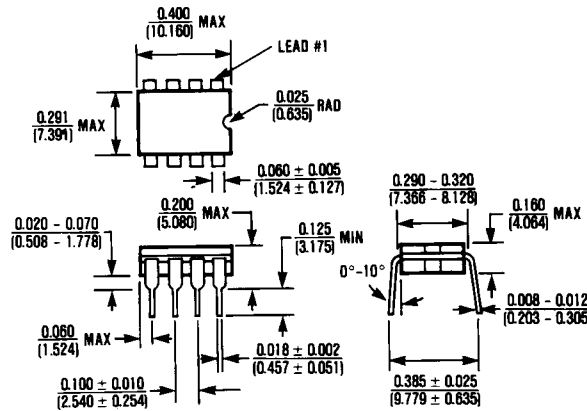 0.400
(10.160) MAX
LEAD #1
0.291
(7.391) MAX
0.025
(0.635) RAD
0.060 ± 0.005
(1.524 ± 0.127)
0.290 - 0.320
(7.366 - 8.128)
0.200
(5.080) MAX
0.160
(4.064) MAX
0.020 - 0.070
(0.508 - 1.778)
0.125
(3.175) MIN
0°-10°
0.008 - 0.012
(0.203 - 0.305)
0.060
(1.524) MAX
0.018 ± 0.002
(0.457 ± 0.051)
0.100 ± 0.010
(2.540 ± 0.254)
0.385 ± 0.025
(9.779 ± 0.635)